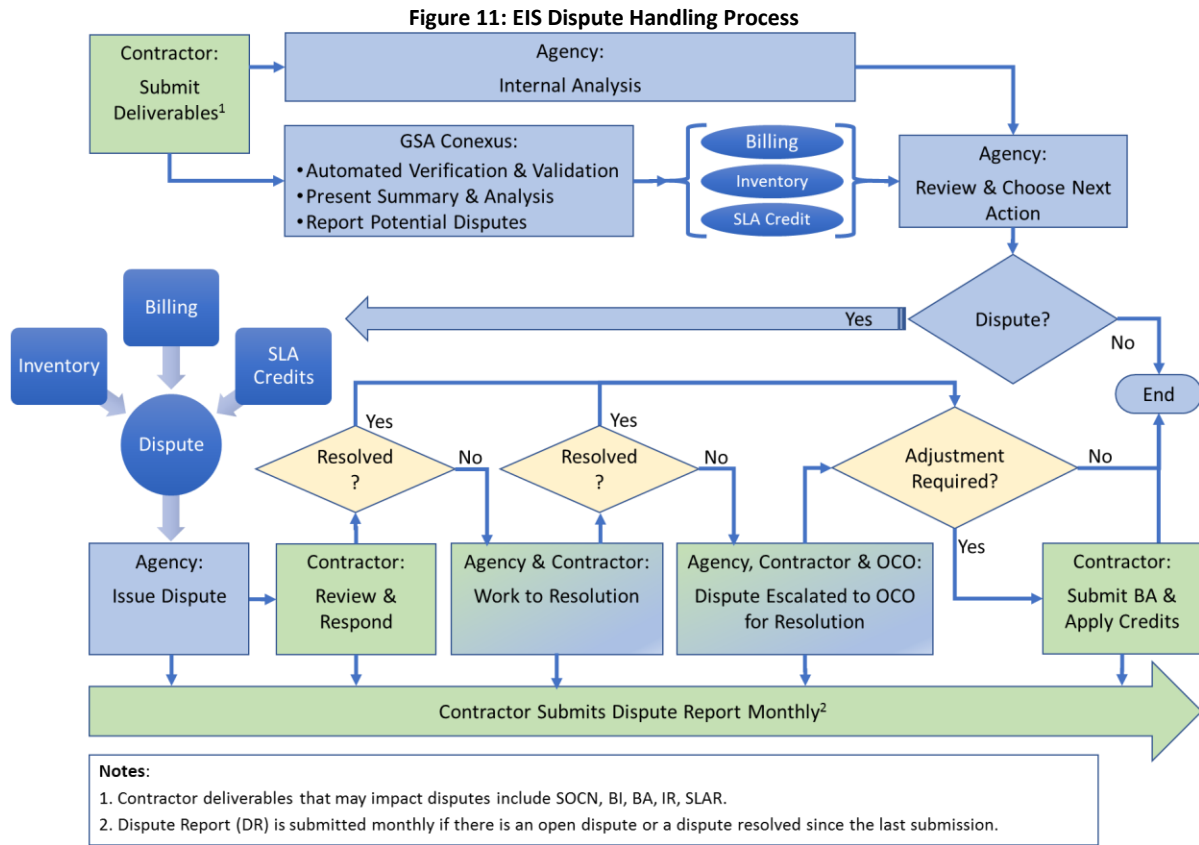 Figure 11: EIS Dispute Handling Process
Contractor:
Submit
Deliverables1
Agency:
Internal Analysis
GSA Conexus:
•Automated Verification & Validation
•Present Summary & Analysis
•Report Potential Disputes
Billing
Inventory
SLA Credit
Agency:
Review & Choose Next
Action
Dispute?
Yes
No
End
Billing
Inventory
SLA
Credits
Dispute
Yes
Resolved
?
No
Yes
Resolved
?
No
Adjustment
Required?
No
Yes
Agency:
Issue Dispute
Contractor:
Review &
Respond
Agency & Contractor:
Work to Resolution
Agency, Contractor & OCO:
Dispute Escalated to OCO
for Resolution
Contractor:
Submit BA &
Apply Credits
Contractor Submits Dispute Report Monthly2
Notes:
1. Contractor deliverables that may impact disputes include SOCN, BI, BA, IR, SLAR.
2. Dispute Report (DR) is submitted monthly if there is an open dispute or a dispute resolved since the last submission.